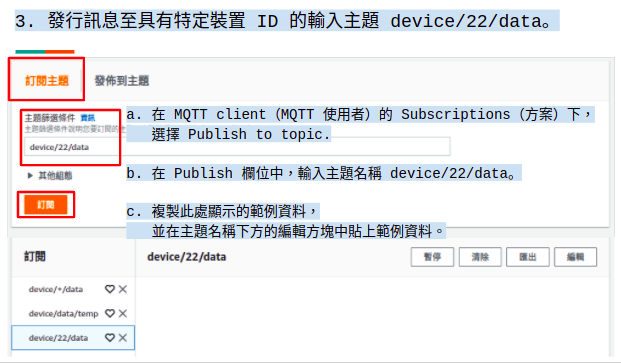 3. 發行訊息至具有特定裝置 ID 的輸入主題 device/22/data。
訂閱主題
發佈到主題
主題篩選條件 資訊
主題篩選條件說明您要訂閱的主
device/22/data
a. 在 MQTT client（MQTT 使用者）的 Subscriptions（方案）下，
選擇 Publish to topic.
▶ 其他組態
b. 在 Publish 欄位中，輸入主題名稱 device/22/data。
訂閱
c. 複製此處顯示的範例資料，
並在主題名稱下方的編輯方塊中貼上範例資料。
訂閱
device/22/data
暫停
清除
匯出
編輯
device/+/data
device/data/temp
device/22/data